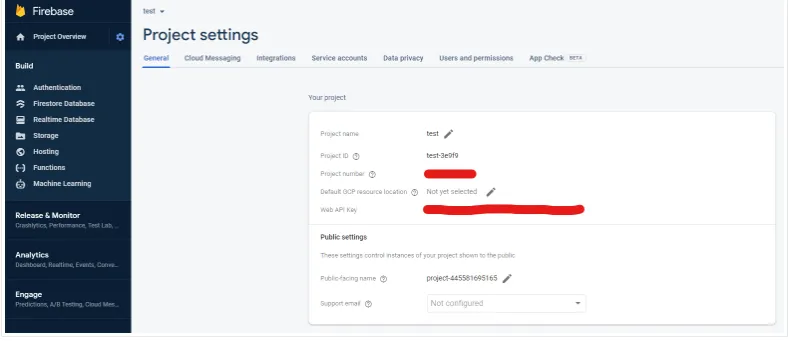 Firebase
test
Project Overview
Project settings
General Cloud Messaging Integrations Service accounts Data privacy Users and permissions App Check BETA
Build
Authentication
Firestore Database
Realtime Database
Storage
Hosting
Functions
Machine Learning
Release & Monitor
Crashlytics, Performance, Test Lab, ...
Analytics
Dashboard, Realtime, Events, Conve...
Engage
Predictions, A/B Testing, Cloud Mes...
Your project
Project name test
Project ID test-3e9f9
Project number
Default GCP resource location Not yet selected
Web API Key
Public settings
These settings control instances of your project shown to the public
Public-facing name project-445581695165
Support email Not configured